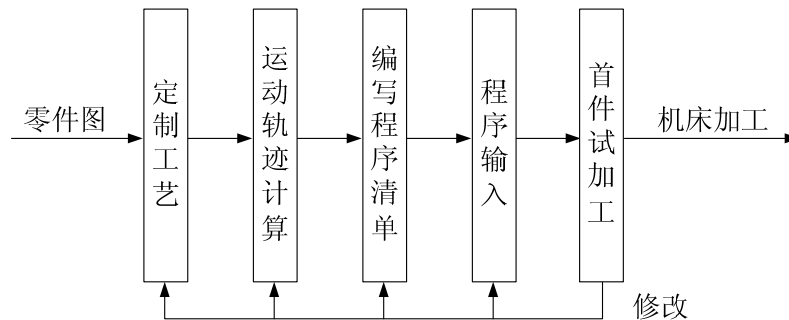 零件图
定制工艺
运动轨迹计算
编写程序清单
程序输入
首件试加工
机床加工
修改